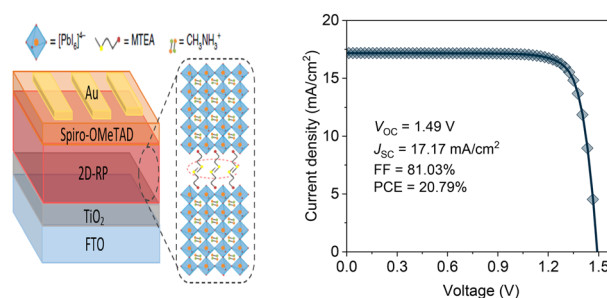 = [PbI₆]⁴⁻ = MTEA = CH₃NH₃⁺
Au
Spiro-OMeTAD
2D-RP
TiO₂
FTO
Current density (mA/cm²)
20
15
10
5
0
V_OC = 1.49 V
J_SC = 17.17 mA/cm²
FF = 81.03%
PCE = 20.79%
0.0 0.3 0.6 0.9 1.2 1.5
Voltage (V)